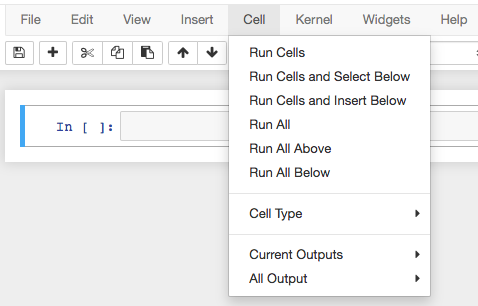 File Edit View Insert Cell Kernel Widgets Help
Run Cells
Run Cells and Select Below
Run Cells and Insert Below
Run All
Run All Above
Run All Below
Cell Type
Current Outputs
All Output
In [ ]: